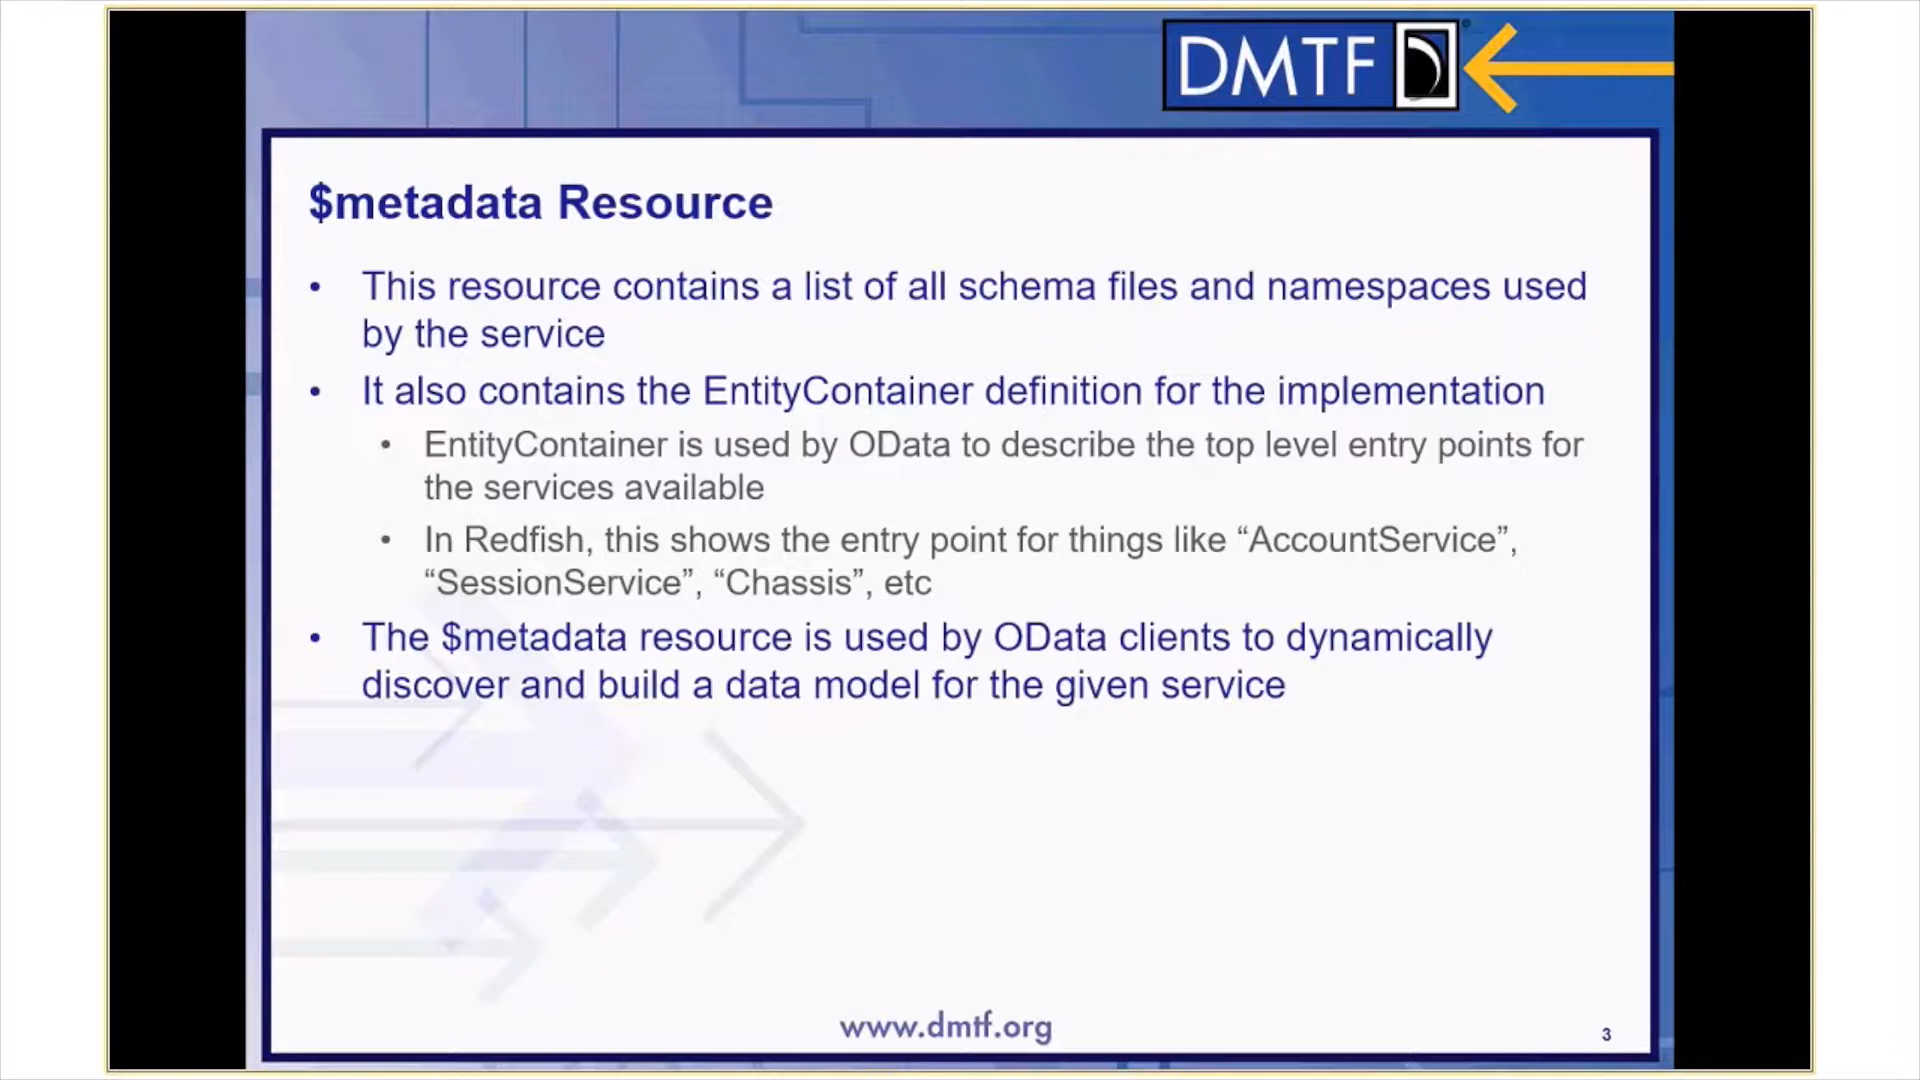 DMTF
$metadata Resource
• This resource contains a list of all schema files and namespaces used
by the service
• It also contains the EntityContainer definition for the implementation
• EntityContainer is used by OData to describe the top level entry points for
the services available
• In Redfish, this shows the entry point for things like “AccountService”,
“SessionService”, “Chassis”, etc
• The $metadata resource is used by OData clients to dynamically
discover and build a data model for the given service
www.dmtf.org
3